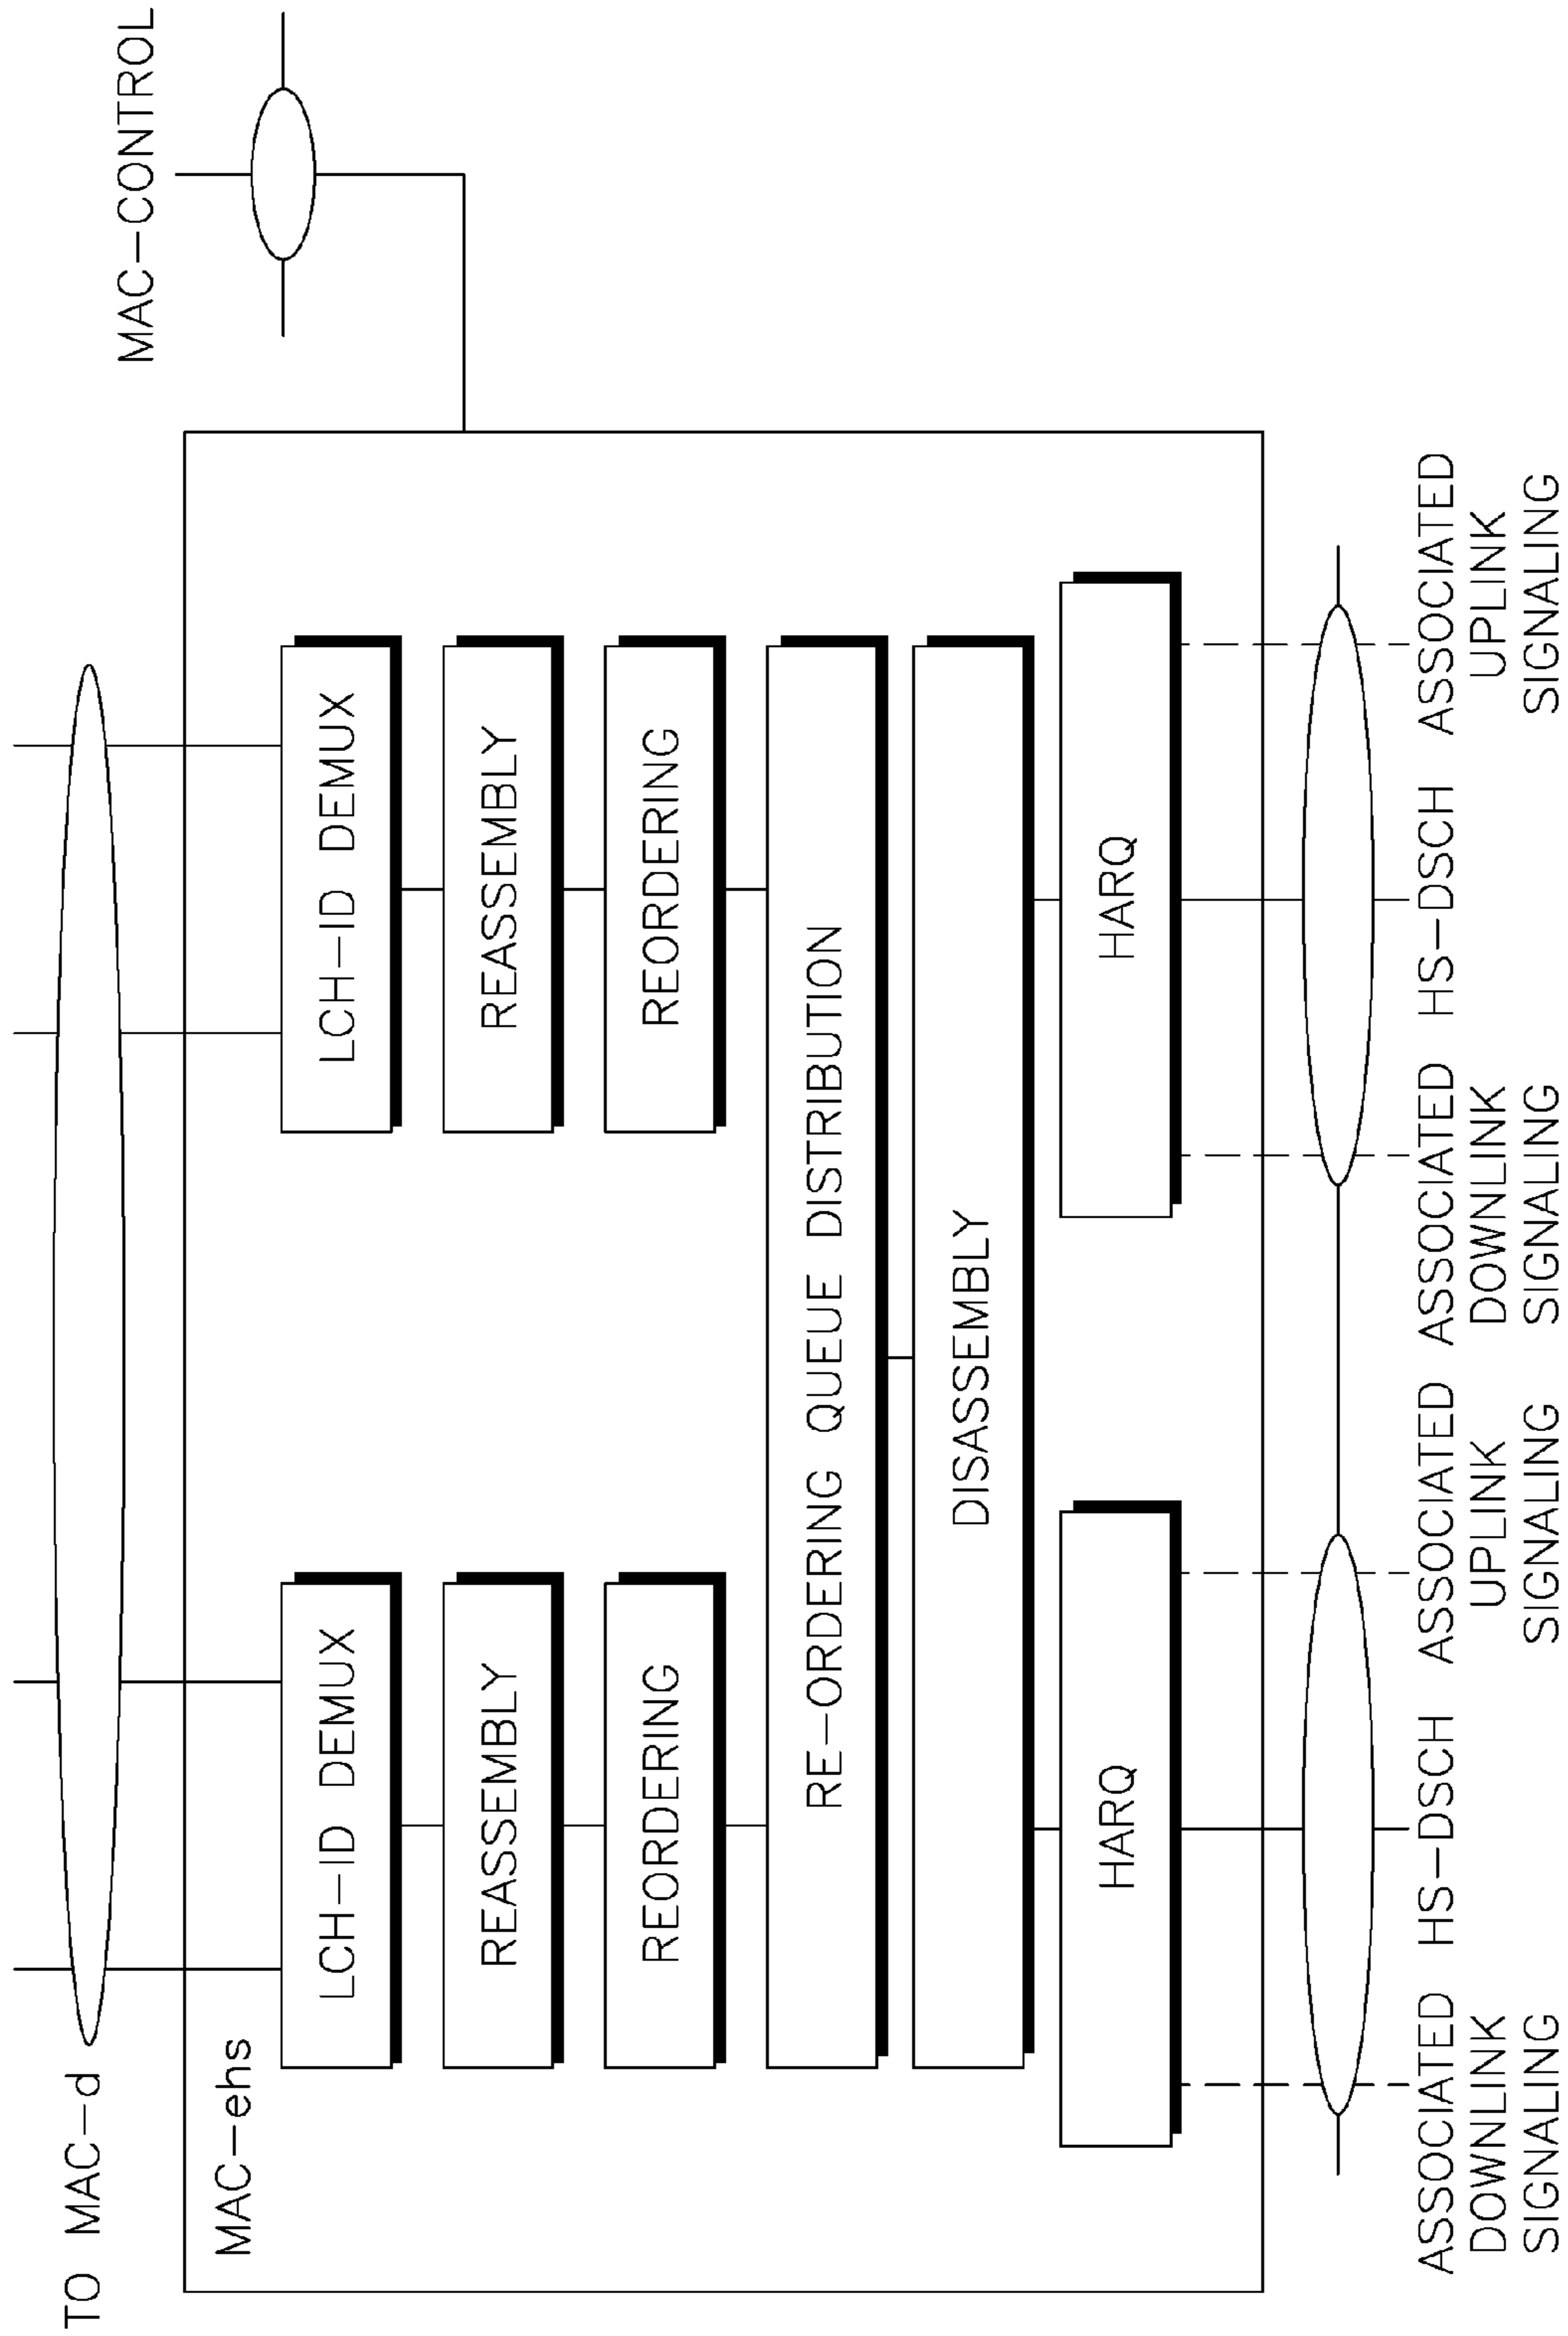 TO MAC-d
MAC-CONTROL
MAC-ehs
LCH-ID DEMUX
LCH-ID DEMUX
REASSEMBLY
REASSEMBLY
REORDERING
REORDERING
RE-ORDERING QUEUE DISTRIBUTION
DISASSEMBLY
HARQ
HARQ
ASSOCIATED
DOWNLINK
SIGNALING
HS-DSCH
ASSOCIATED
UPLINK
SIGNALING
ASSOCIATED
DOWNLINK
SIGNALING
HS-DSCH
ASSOCIATED
UPLINK
SIGNALING